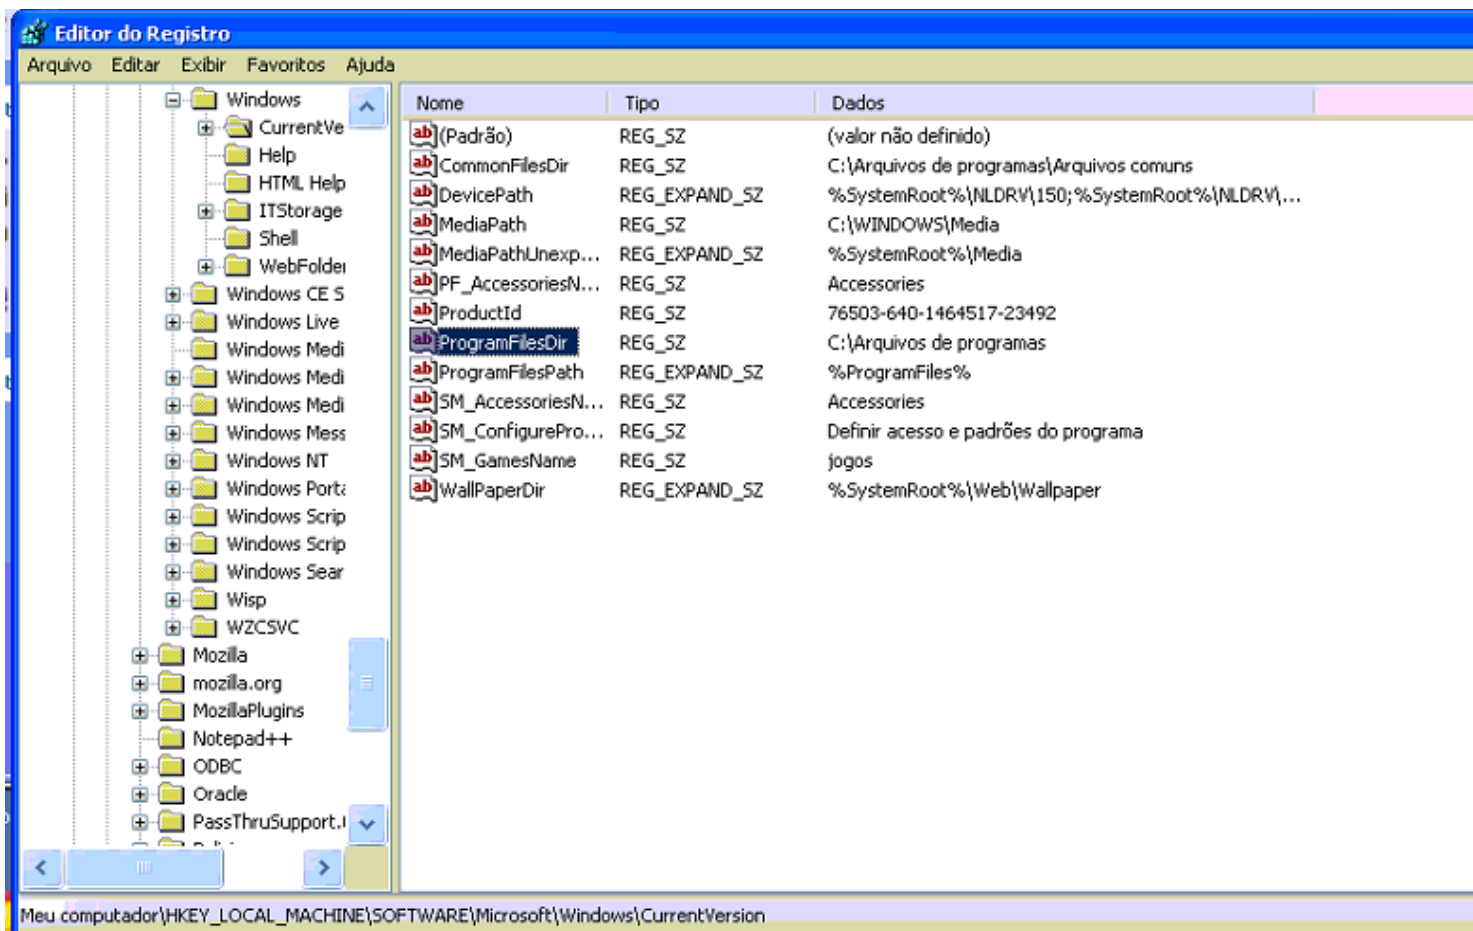 Editor do Registro
Arquivo Editar Exibir Favoritos Ajuda
Windows
CurrentVe
Help
HTML Help
ITStorage
Shell
WebFolder
Windows CE S
Windows Live
Windows Medi
Windows Medi
Windows Medi
Windows Mess
Windows NT
Windows Porta
Windows Scrip
Windows Scrip
Windows Sear
Wisp
WZCSVC
Mozilla
mozilla.org
MozillaPlugins
Notepad++
ODBC
Oracle
PassThruSupport.
Nome Tipo Dados
(Padrão) REG_SZ (valor não definido)
CommonFilesDir REG_SZ C:\Arquivos de programas\Arquivos comuns
DevicePath REG_EXPAND_SZ %SystemRoot%\NLDRV\150;%SystemRoot%\NLDRV\...
MediaPath REG_SZ C:\WINDOWS\Media
MediaPathUnexp... REG_EXPAND_SZ %SystemRoot%\Media
PF_AccessoriesN... REG_SZ Accessories
ProductId REG_SZ 76503-640-1464517-23492
ProgramFilesDir REG_SZ C:\Arquivos de programas
ProgramFilesPath REG_EXPAND_SZ %ProgramFiles%
SM_AccessoriesN... REG_SZ Accessories
SM_ConfigurePro... REG_SZ Definir acesso e padrões do programa
SM_GamesName REG_SZ jogos
WallPaperDir REG_EXPAND_SZ %SystemRoot%\Web\Wallpaper
Meu computador\HKEY_LOCAL_MACHINE\SOFTWARE\Microsoft\Windows\CurrentVersion